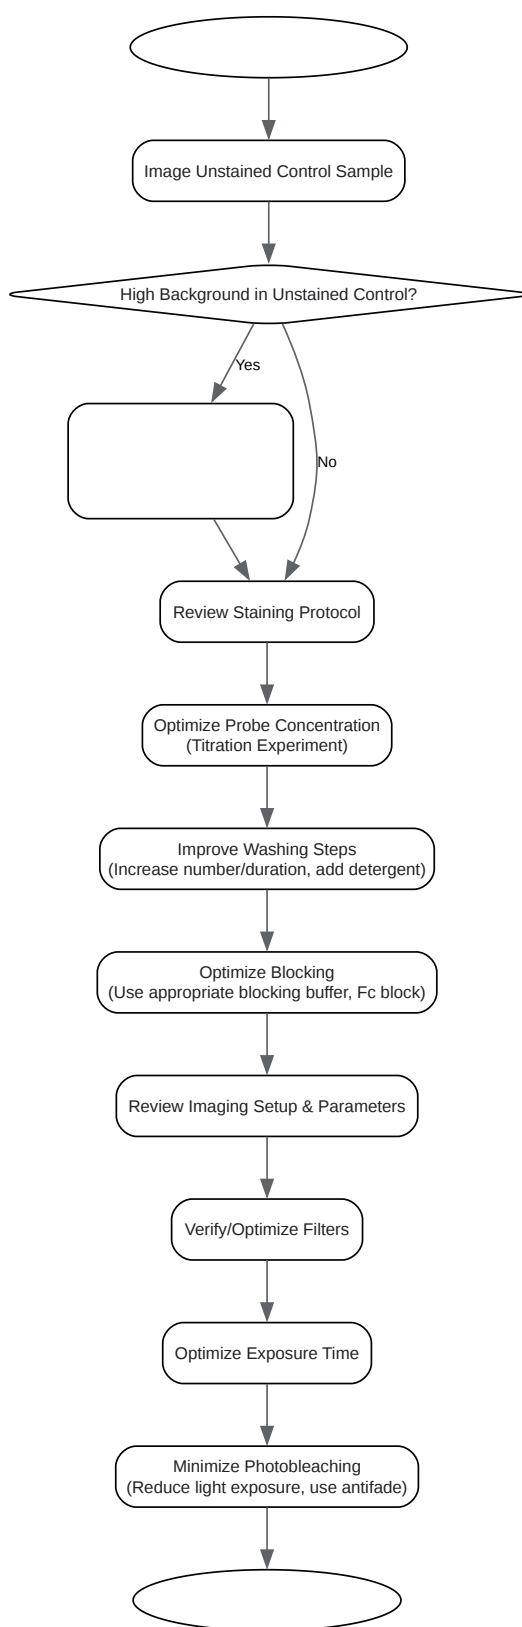 Image Unstained Control Sample
High Background in Unstained Control?
Yes
No
Review Staining Protocol
Optimize Probe Concentration
(Titration Experiment)
Improve Washing Steps
(Increase number/duration, add detergent)
Optimize Blocking
(Use appropriate blocking buffer, Fc block)
Review Imaging Setup & Parameters
Verify/Optimize Filters
Optimize Exposure Time
Minimize Photobleaching
(Reduce light exposure, use antifade)